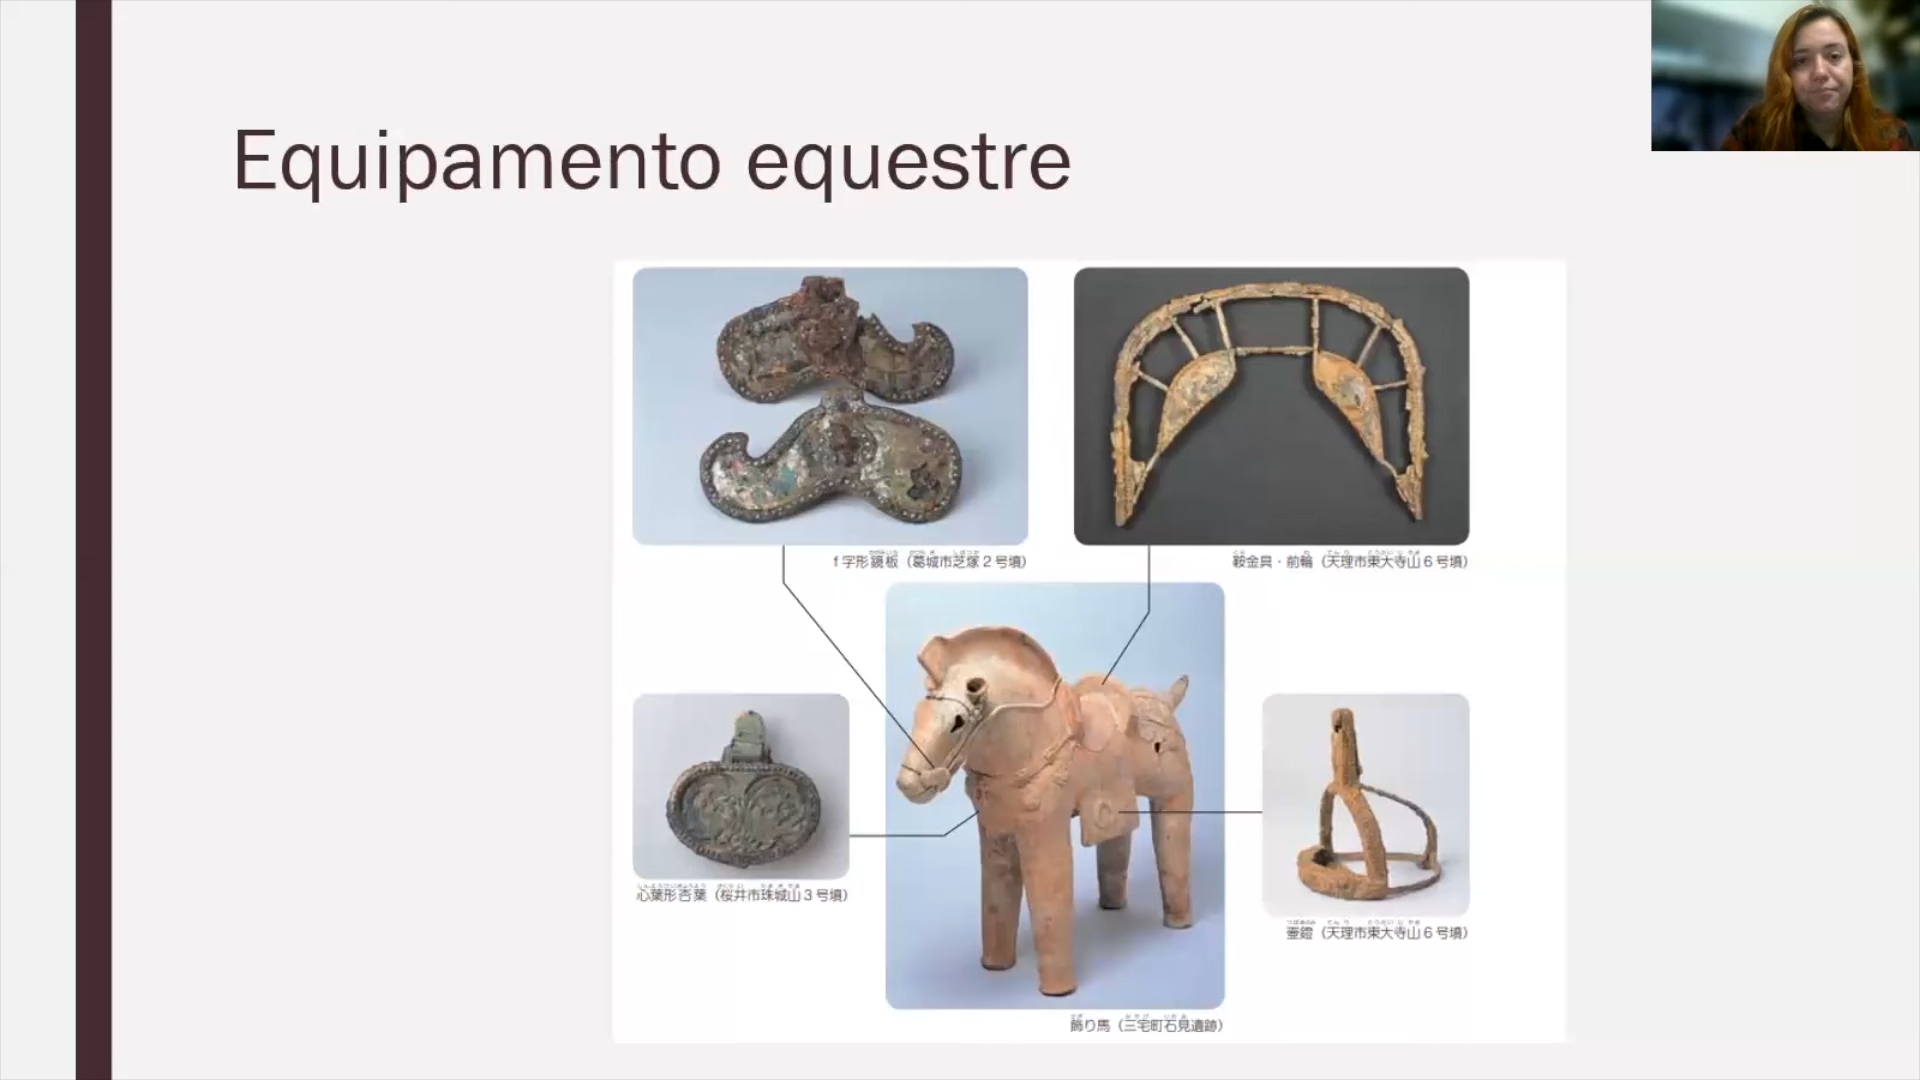 Equipamento equestre
f字形鏡板（葛城市芝塚2号墳）
鞍金具・前輪（天理市東大寺山6号墳）
心葉形杏葉（桜井市珠城山3号墳）
壺鐙（天理市東大寺山6号墳）
飾り馬（三宅町石見遺跡）